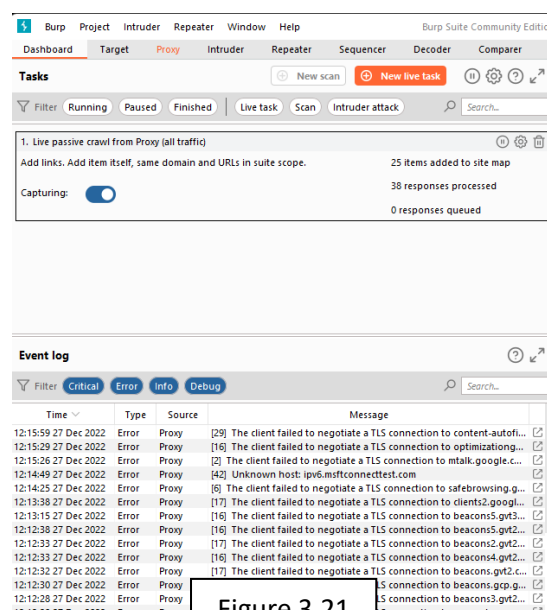 Burp Project Intruder Repeater Window Help Burp Suite Community Editio
Dashboard Target Proxy Intruder Repeater Sequencer Decoder Comparer
Tasks New scan New live task
Filter Running Paused Finished Live task Scan Intruder attack Search...
1. Live passive crawl from Proxy (all traffic)
Add links. Add item itself, same domain and URLs in suite scope. 25 items added to site map
38 responses processed
Capturing:
0 responses queued
Event log
Filter Critical Error Info Debug Search...
Time Type Source Message
12:15:59 27 Dec 2022 Error Proxy [29] The client failed to negotiate a TLS connection to content-autofi...
12:15:29 27 Dec 2022 Error Proxy [16] The client failed to negotiate a TLS connection to optimizationg...
12:15:26 27 Dec 2022 Error Proxy [2] The client failed to negotiate a TLS connection to mtalk.google.c...
12:14:49 27 Dec 2022 Error Proxy [42] Unknown host: ipv6.msftconnecttest.com
12:14:25 27 Dec 2022 Error Proxy [6] The client failed to negotiate a TLS connection to safebrowsing.g...
12:13:38 27 Dec 2022 Error Proxy [17] The client failed to negotiate a TLS connection to clients2.googl...
12:13:15 27 Dec 2022 Error Proxy [16] The client failed to negotiate a TLS connection to beacons5.gvt3...
12:12:38 27 Dec 2022 Error Proxy [16] The client failed to negotiate a TLS connection to beacons5.gvt2...
12:12:33 27 Dec 2022 Error Proxy [17] The client failed to negotiate a TLS connection to beacons2.gvt2...
12:12:33 27 Dec 2022 Error Proxy [16] The client failed to negotiate a TLS connection to beacons4.gvt2...
12:12:32 27 Dec 2022 Error Proxy [17] The client failed to negotiate a TLS connection to beacons.gvt2.c...
12:12:30 27 Dec 2022 Error Proxy LS connection to beacons.gcp.g...
12:12:28 27 Dec 2022 Error Proxy LS connection to beacons3.gvt2...
Figure 3.21